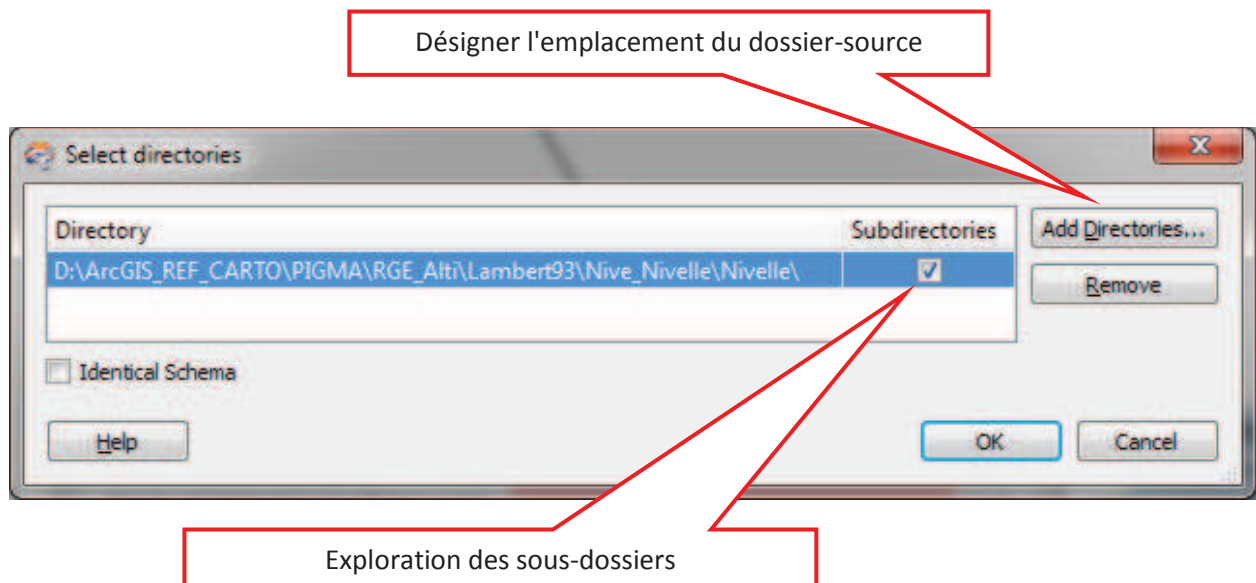 Désigner l'emplacement du dossier-source
Select directories
Directory Subdirectories
Add Directories...
D:\ArcGIS_REF_CARTO\PIGMA\RGE_Alti\Lambert93\Nive_Nivelle\Nivelle\
Remove
Identical Schema
Help OK Cancel
Exploration des sous-dossiers